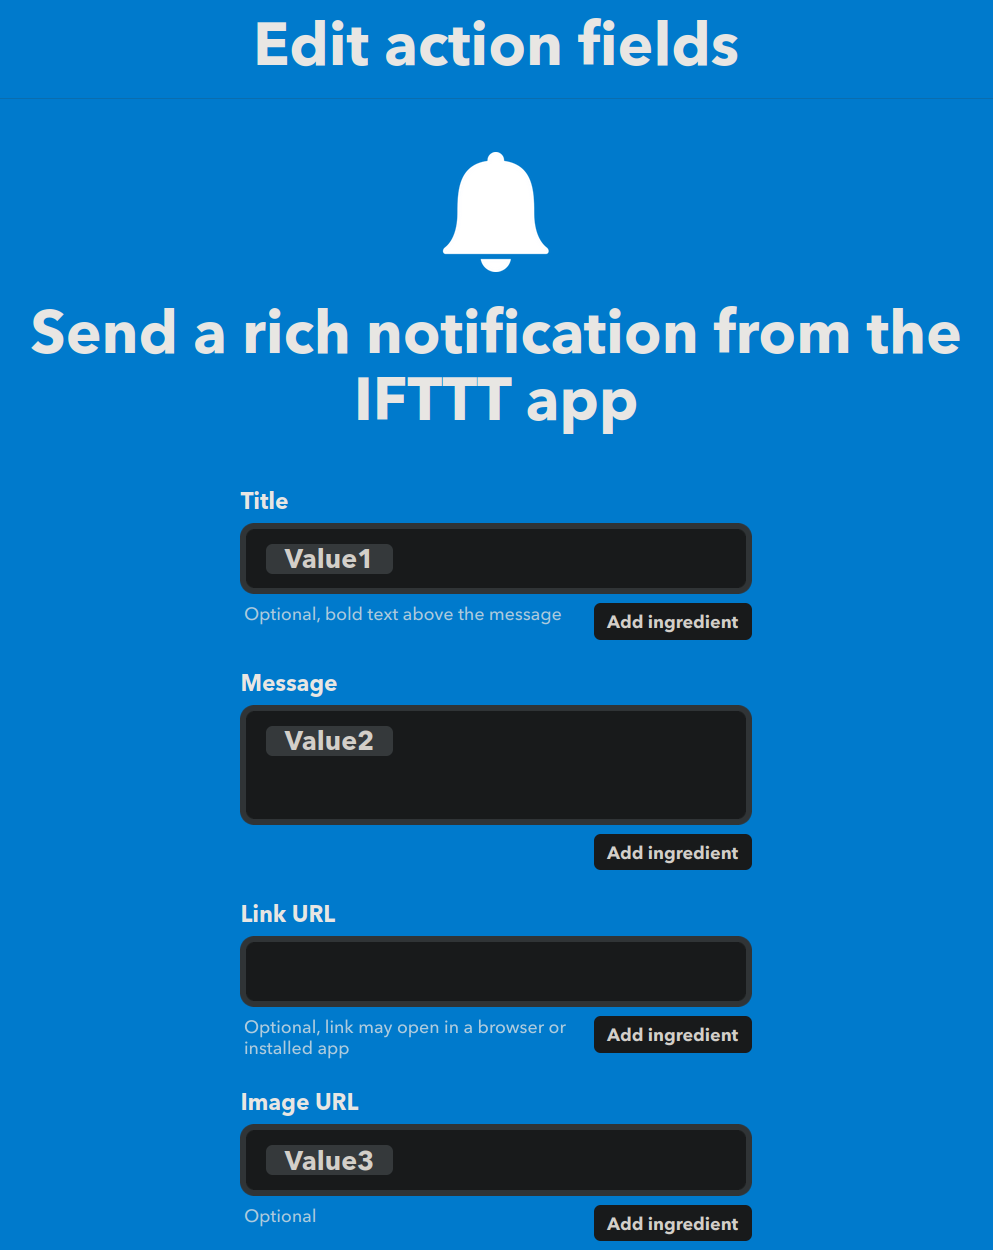 Edit action fields
Send a rich notification from the
IFTTT app
Title
Value1
Optional, bold text above the message
Add ingredient
Message
Value2
Add ingredient
Link URL
Optional, link may open in a browser or
installed app
Add ingredient
Image URL
Value3
Optional
Add ingredient